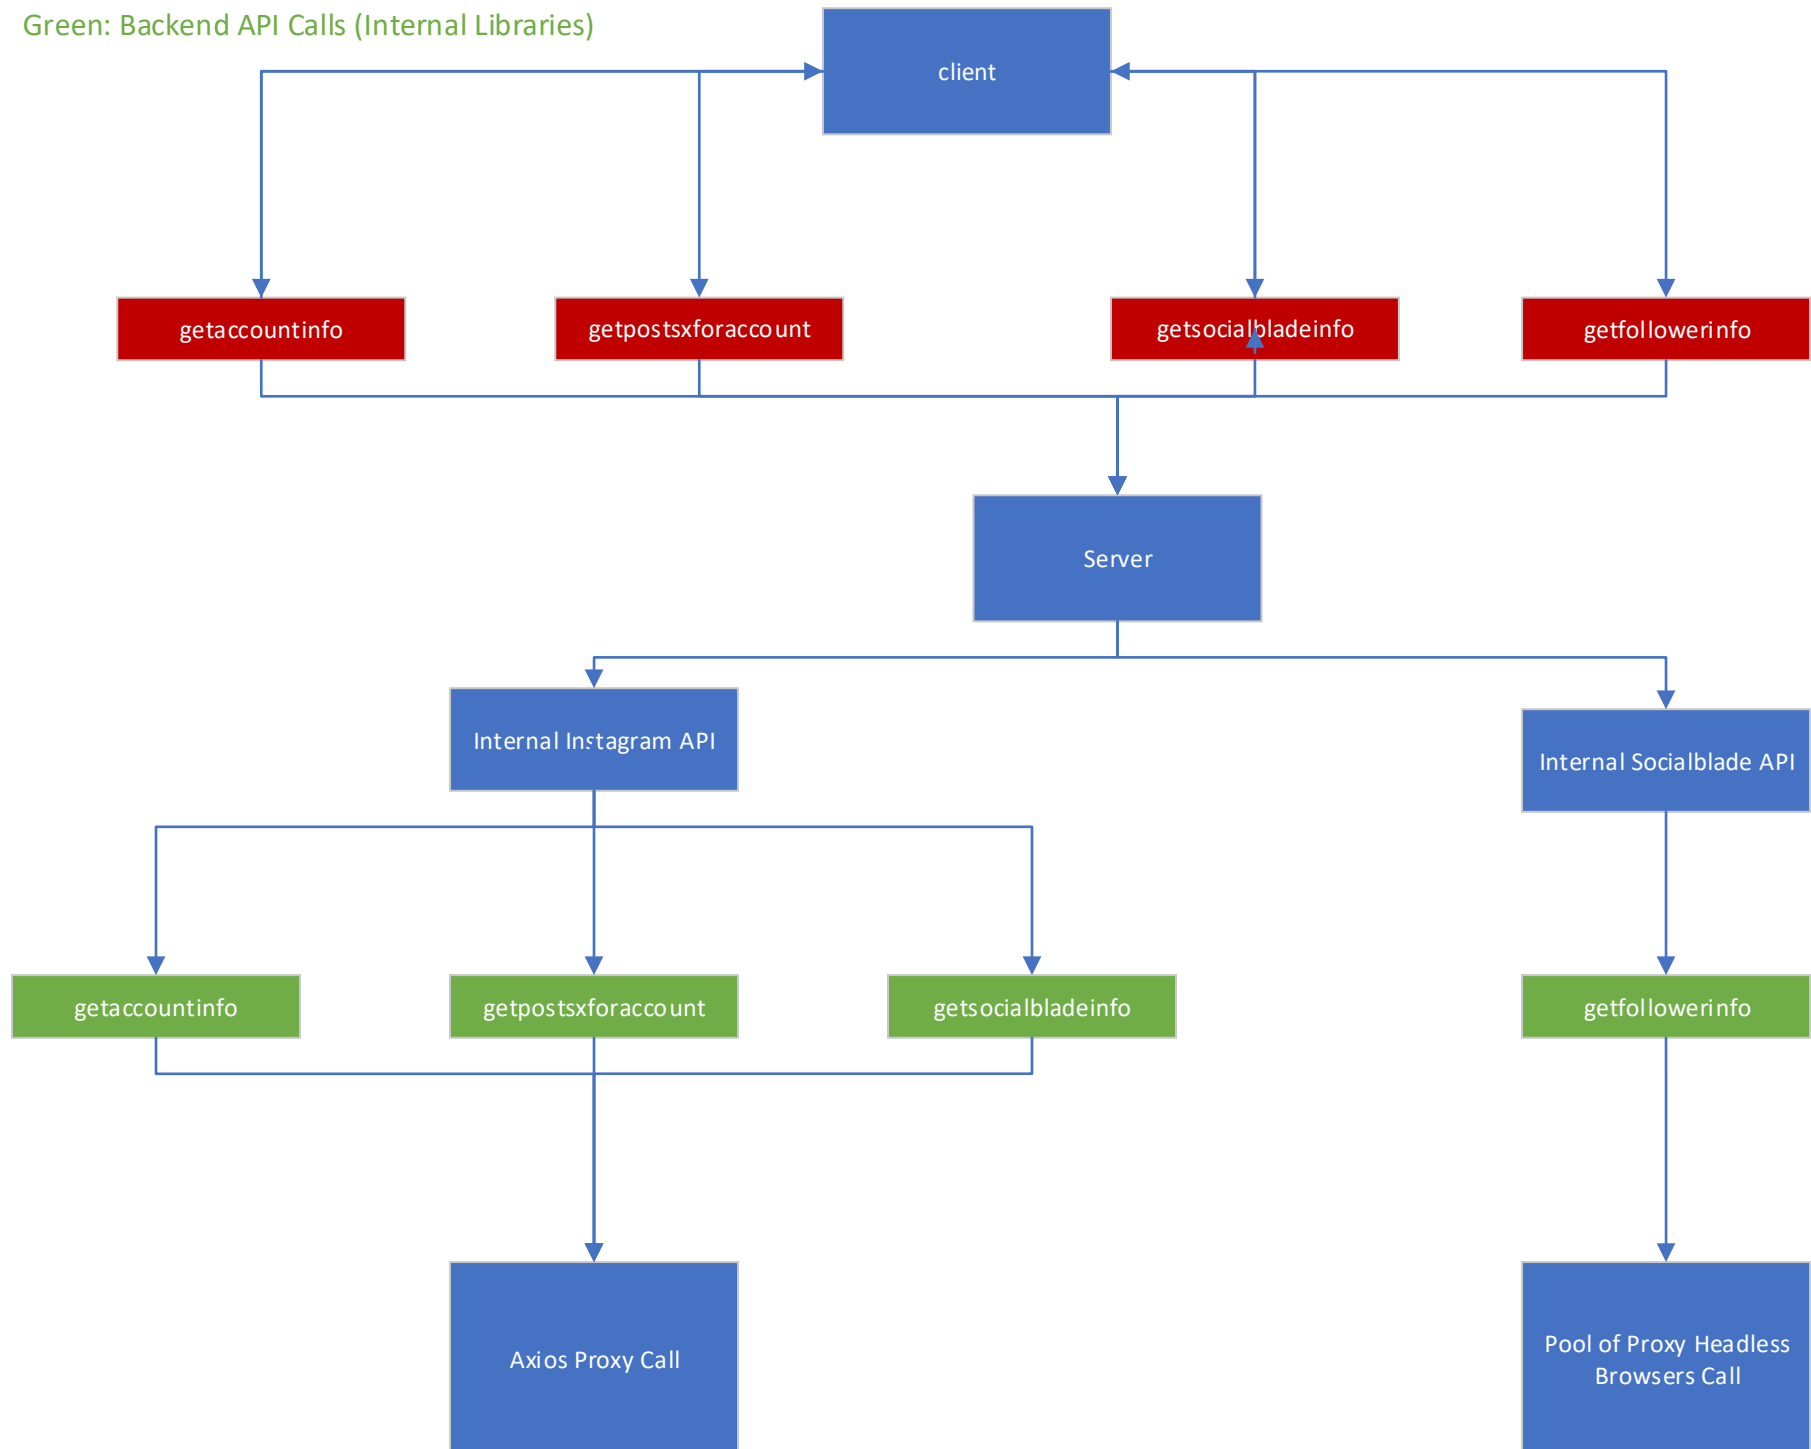 Green: Backend API Calls (Internal Libraries)
client
getaccountinfo
getpostsxforaccount
getsocialbladeinfo
getfollowerinfo
Server
Internal Instagram API
Internal Socialblade API
getaccountinfo
getpostsxforaccount
getsocialbladeinfo
getfollowerinfo
Axios Proxy Call
Pool of Proxy Headless
Browsers Call